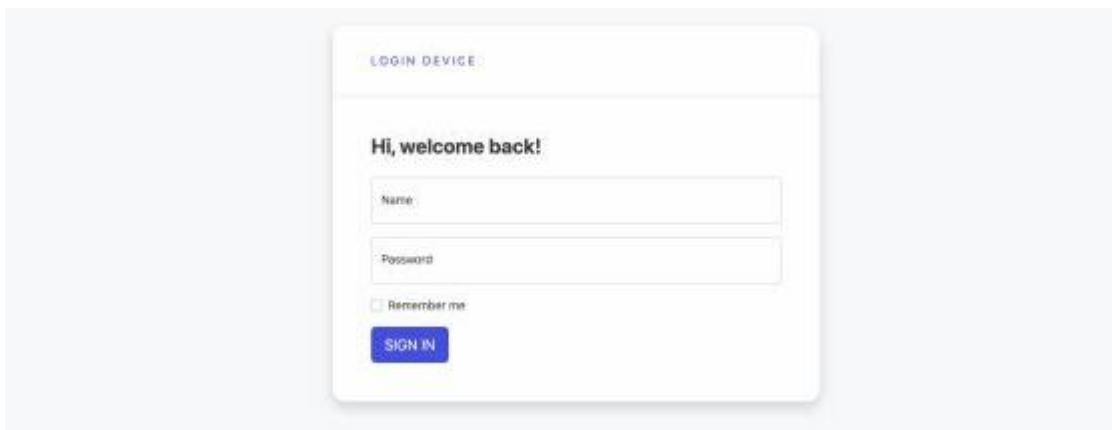 LOGIN DEVICE
Hi, welcome back!
Name
Password
Remember me
SIGN IN